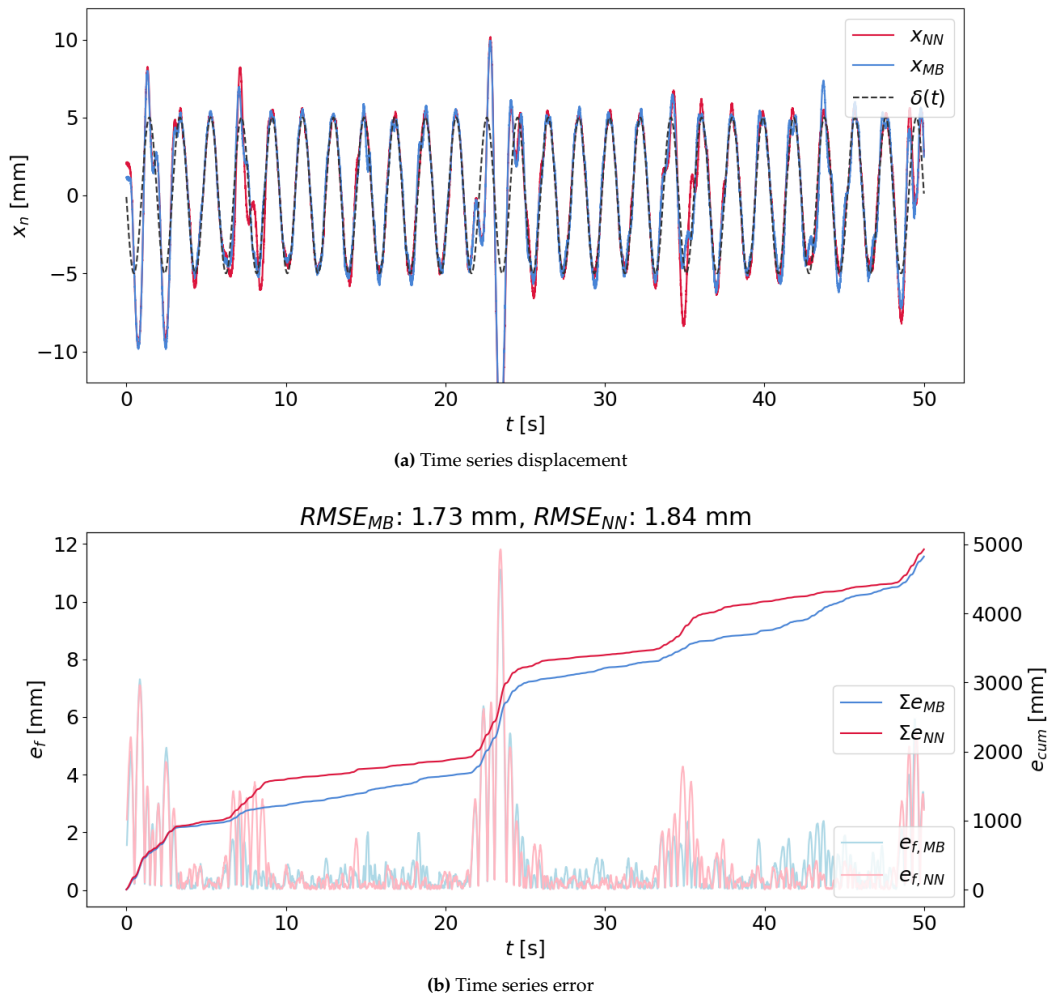 10
5
0
−5
−10
x_n [mm]
x_NN
x_MB
δ(t)
0 10 20 30 40 50
t [s]
(a) Time series displacement
RMSE_MB: 1.73 mm, RMSE_NN: 1.84 mm
12
10
8
6
4
2
0
e_f [mm]
5000
4000
3000
2000
1000
0
e_cum [mm]
Σe_MB
Σe_NN
e_f,MB
e_f,NN
0 10 20 30 40 50
t [s]
(b) Time series error